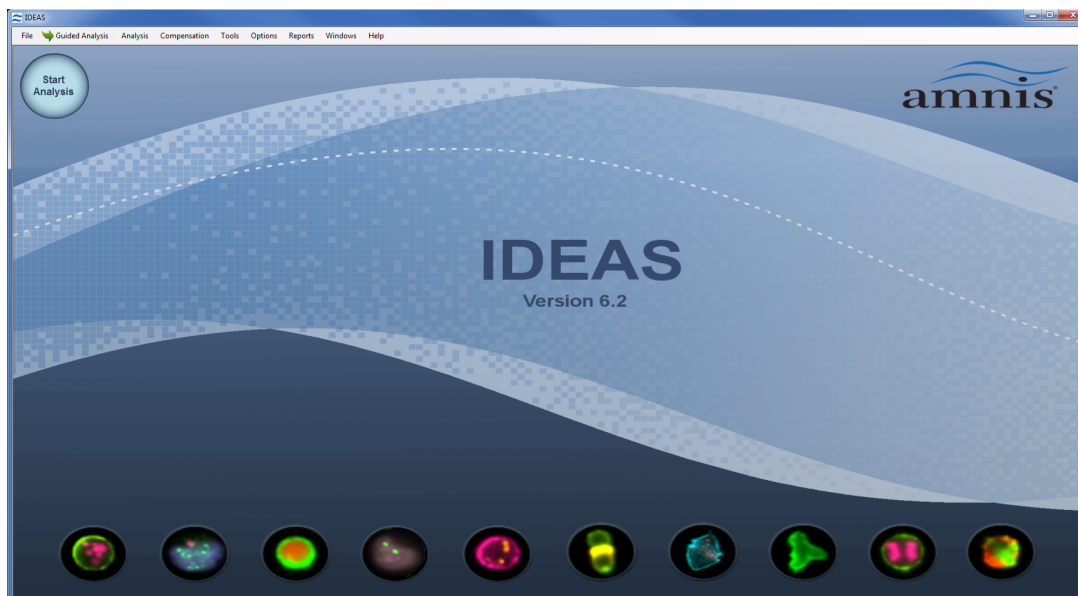 IDEAS
File Guided Analysis Analysis Compensation Tools Options Reports Windows Help
Start
Analysis
amnis
IDEAS
Version 6.2